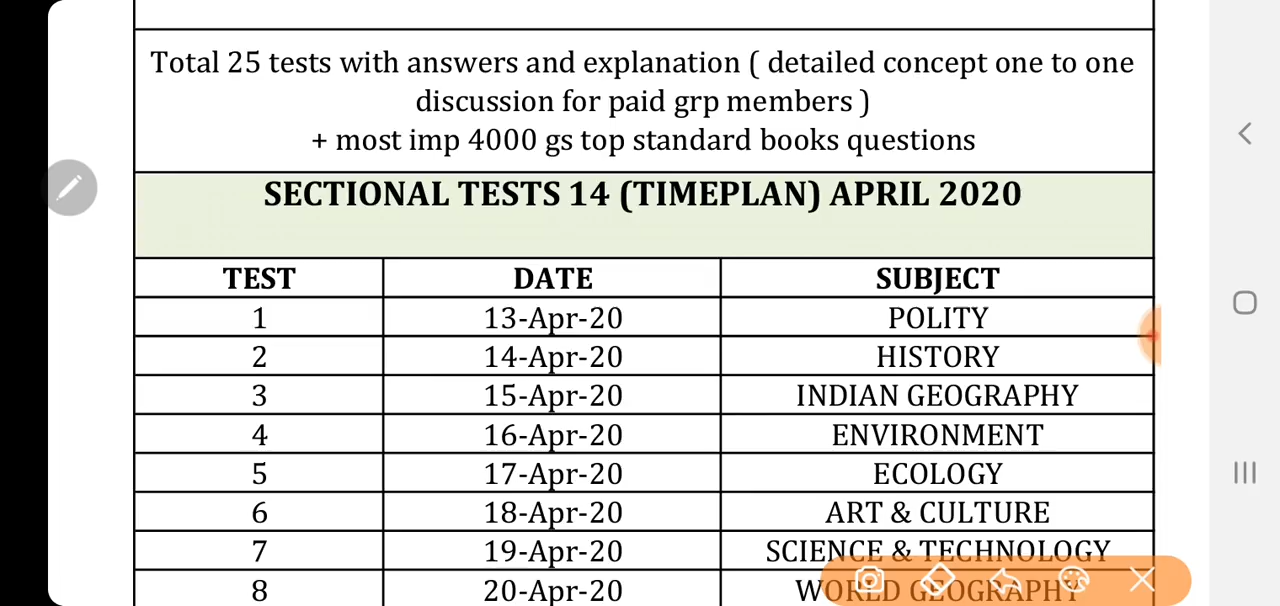 Total 25 tests with answers and explanation ( detailed concept one to one
discussion for paid grp members )
+ most imp 4000 gs top standard books questions
SECTIONAL TESTS 14 (TIMEPLAN) APRIL 2020
TEST DATE SUBJECT
1 13-Apr-20 POLITY
2 14-Apr-20 HISTORY
3 15-Apr-20 INDIAN GEOGRAPHY
4 16-Apr-20 ENVIRONMENT
5 17-Apr-20 ECOLOGY
6 18-Apr-20 ART & CULTURE
7 19-Apr-20 SCIENCE & TECHNOLOGY
8 20-Apr-20 WORLD GEOGRAPHY